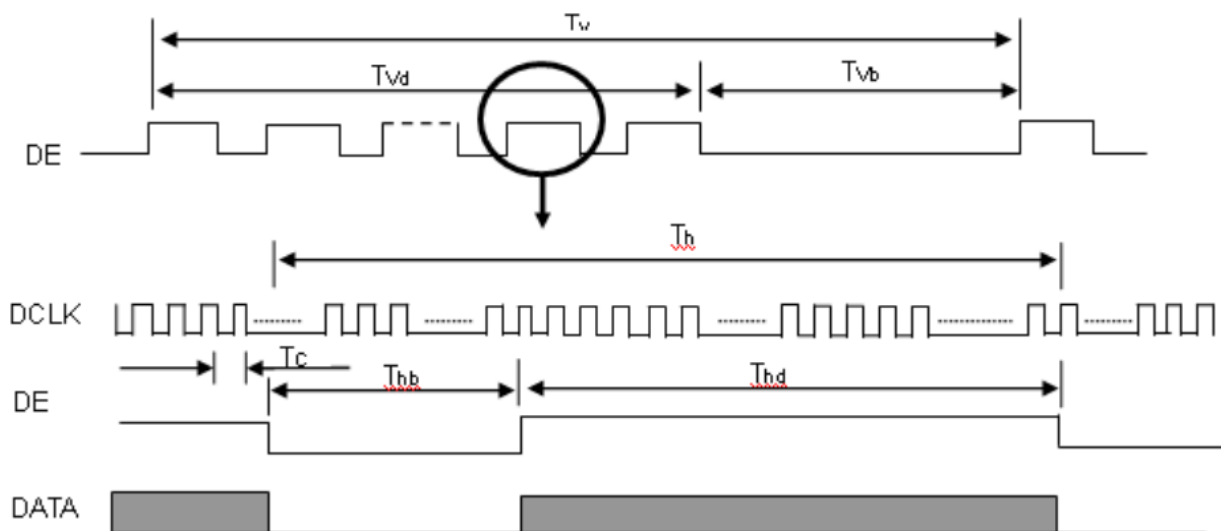 Tv
Tvd
Tvb
DE
Th
DCLK
Tc
Thb
Thd
DE
DATA